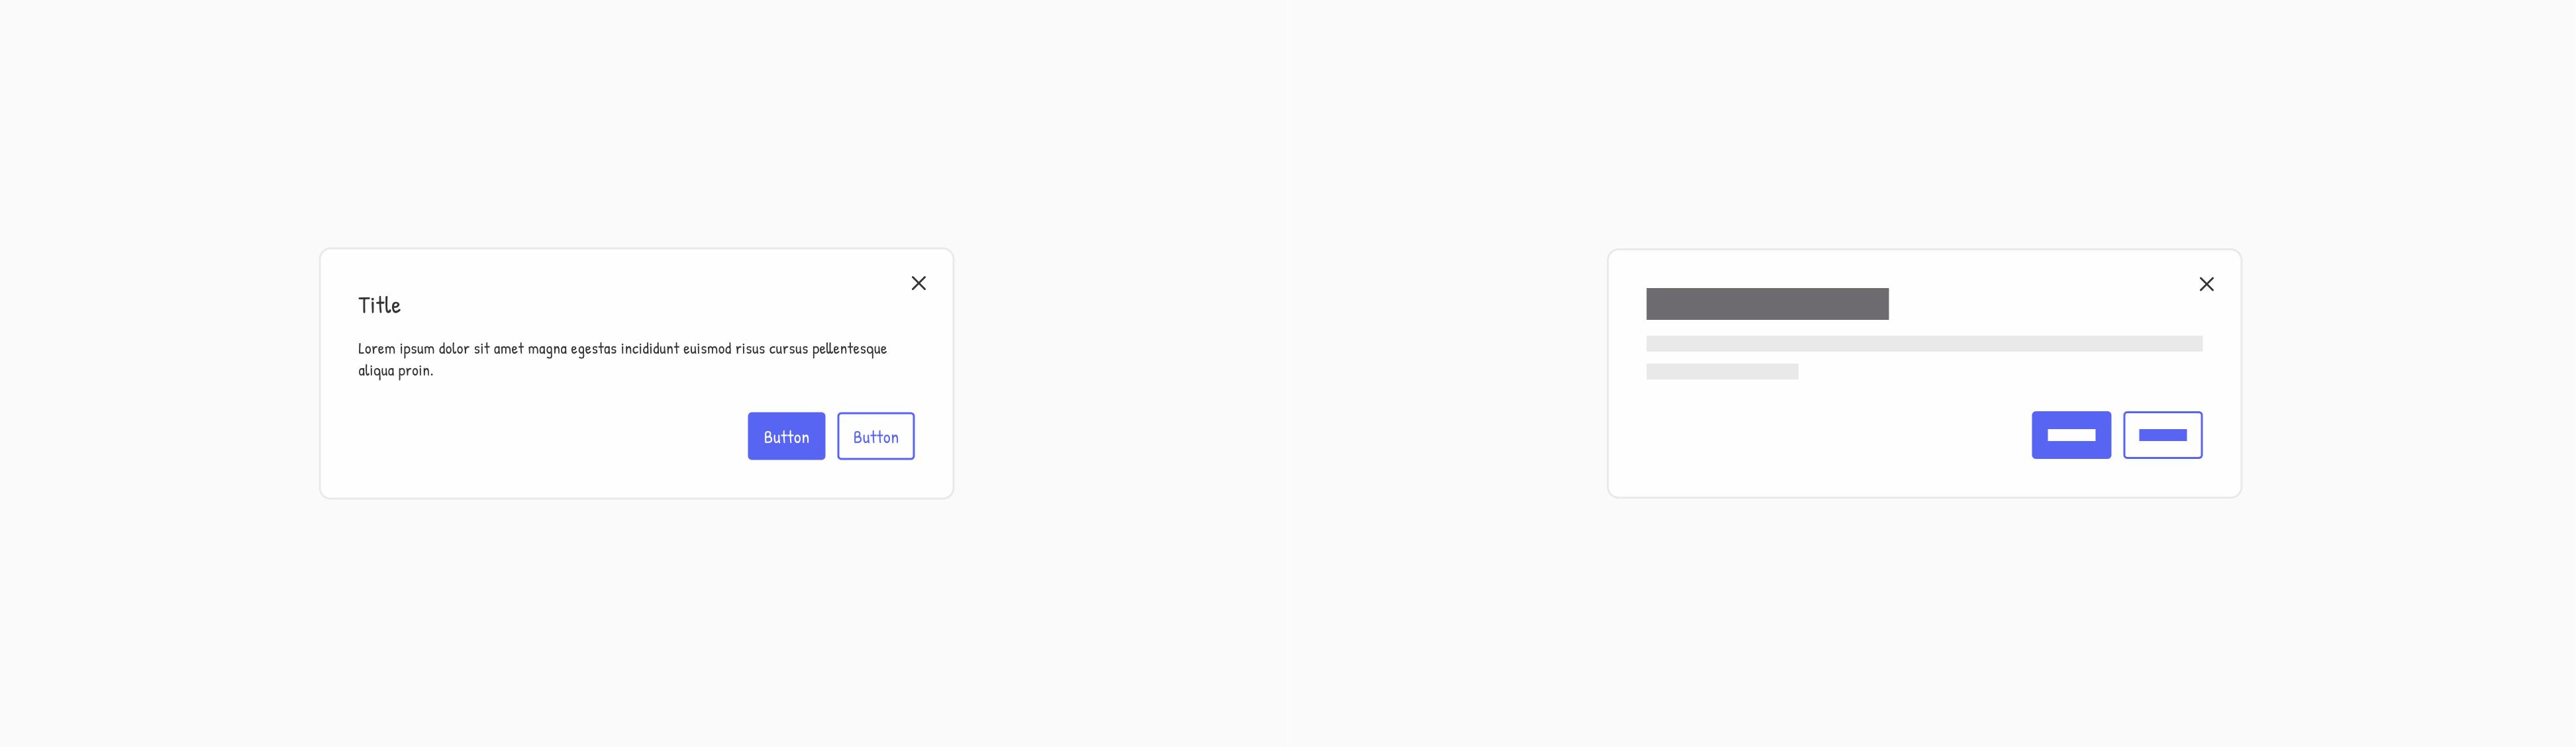 Title
Lorem ipsum dolor sit amet magna egestas incididunt euismod risus cursus pellentesque
aliqua proin.
Button
Button